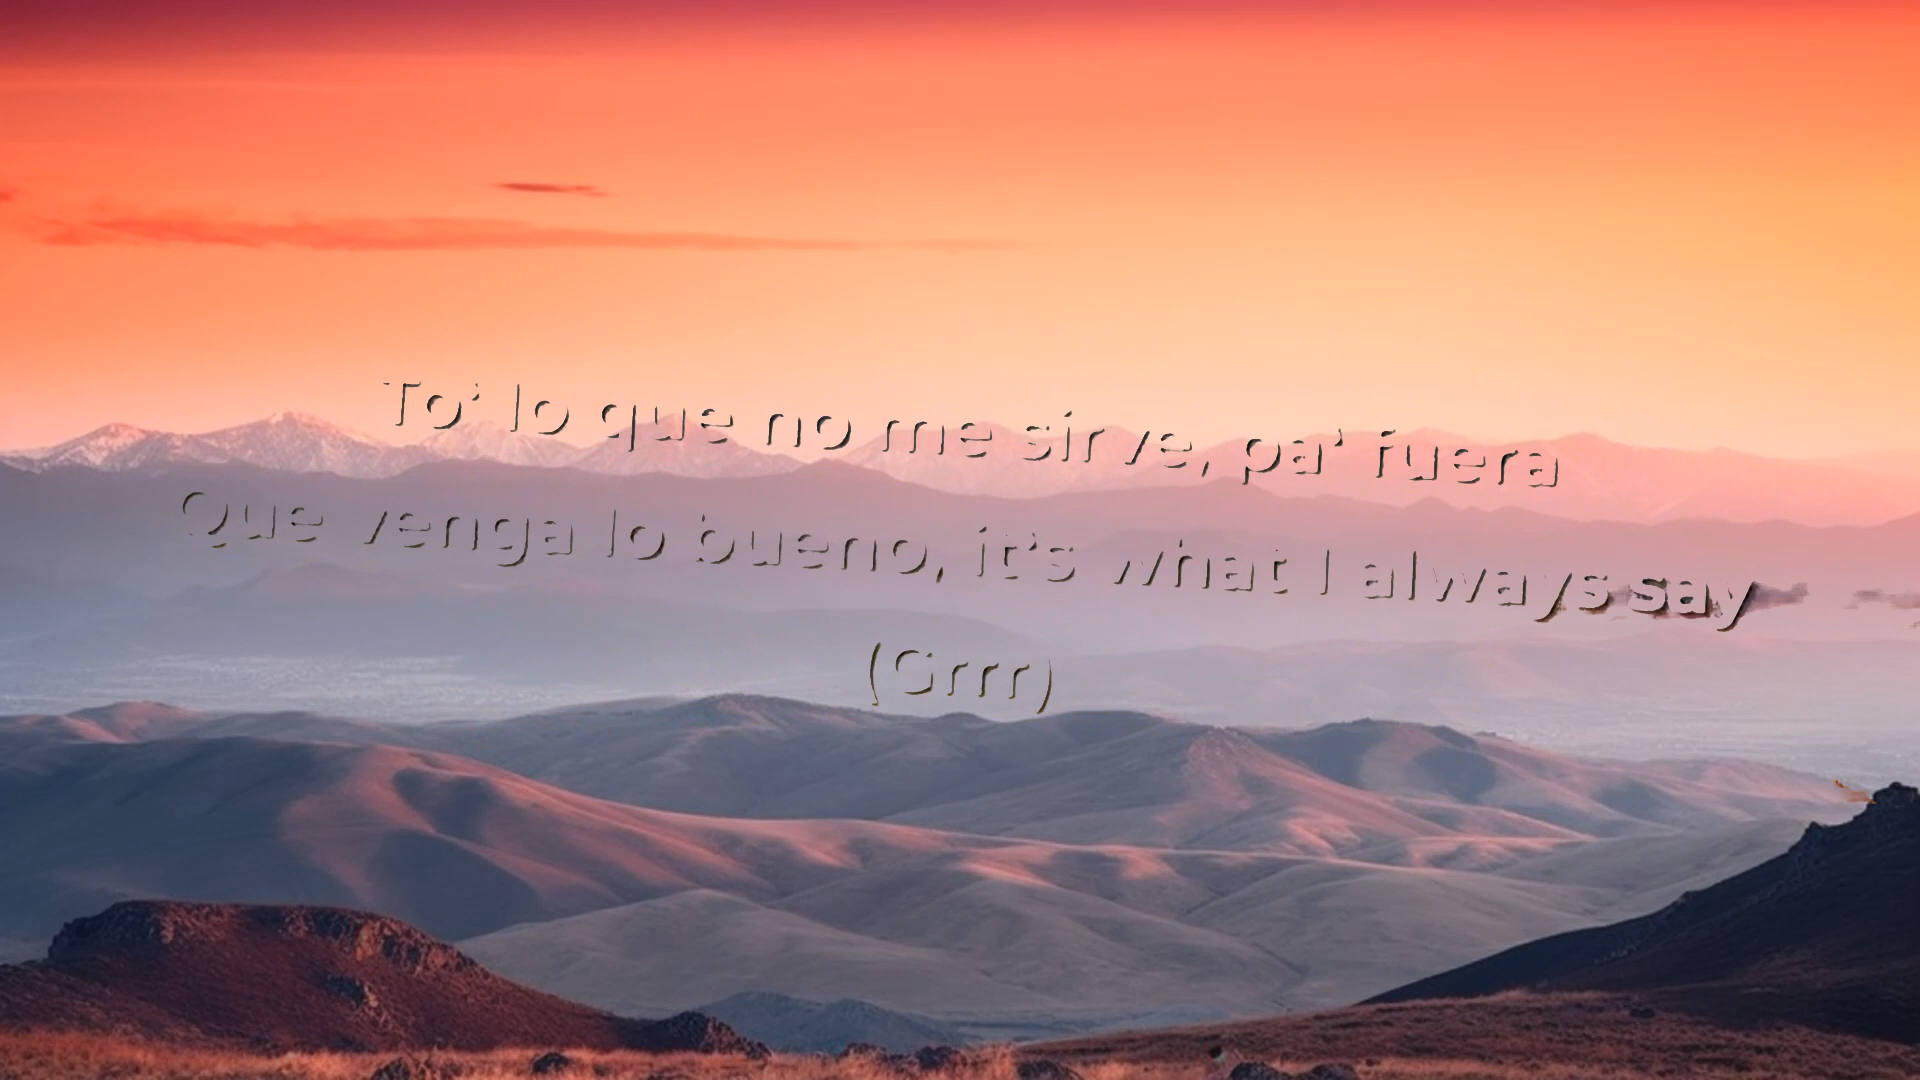 To' lo que no me sirve, pa' fuera
Que venga lo bueno, it's what I always say
(Grrr)